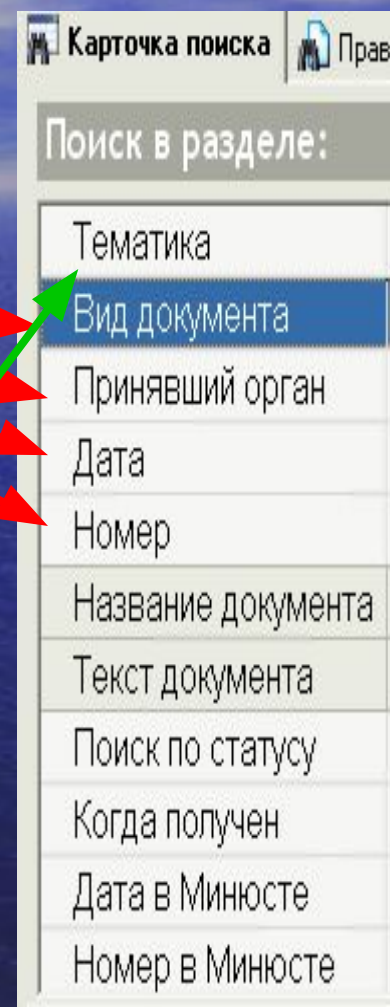 Карточка поиска Прав
Поиск в разделе:
Тематика
Вид документа
Принявший орган
Дата
Номер
Название документа
Текст документа
Поиск по статусу
Когда получен
Дата в Минюсте
Номер в Минюсте